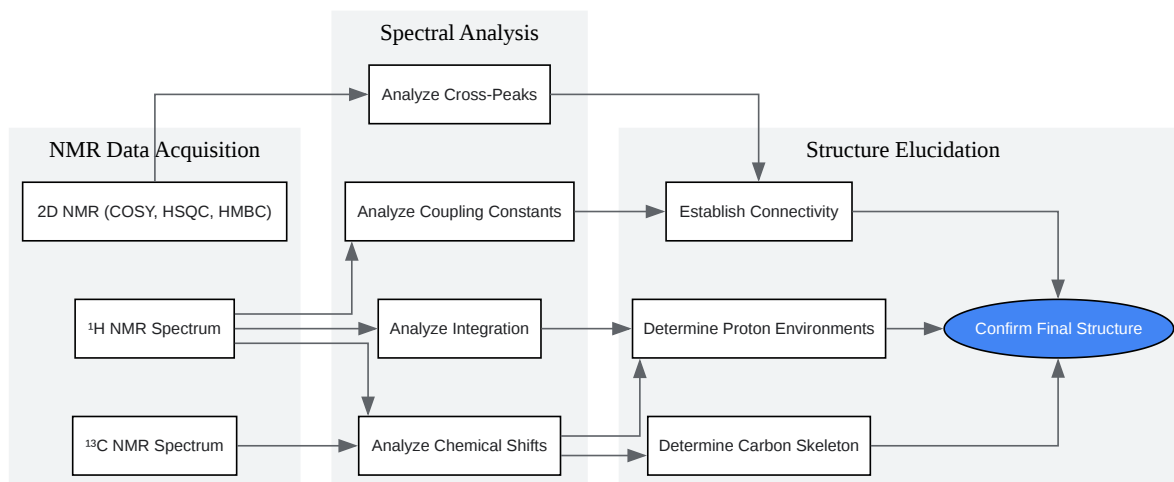 Spectral Analysis
Analyze Cross-Peaks
NMR Data Acquisition
Structure Elucidation
2D NMR (COSY, HSQC, HMBC)
Analyze Coupling Constants
Establish Connectivity
¹H NMR Spectrum
Analyze Integration
Determine Proton Environments
Confirm Final Structure
¹³C NMR Spectrum
Analyze Chemical Shifts
Determine Carbon Skeleton